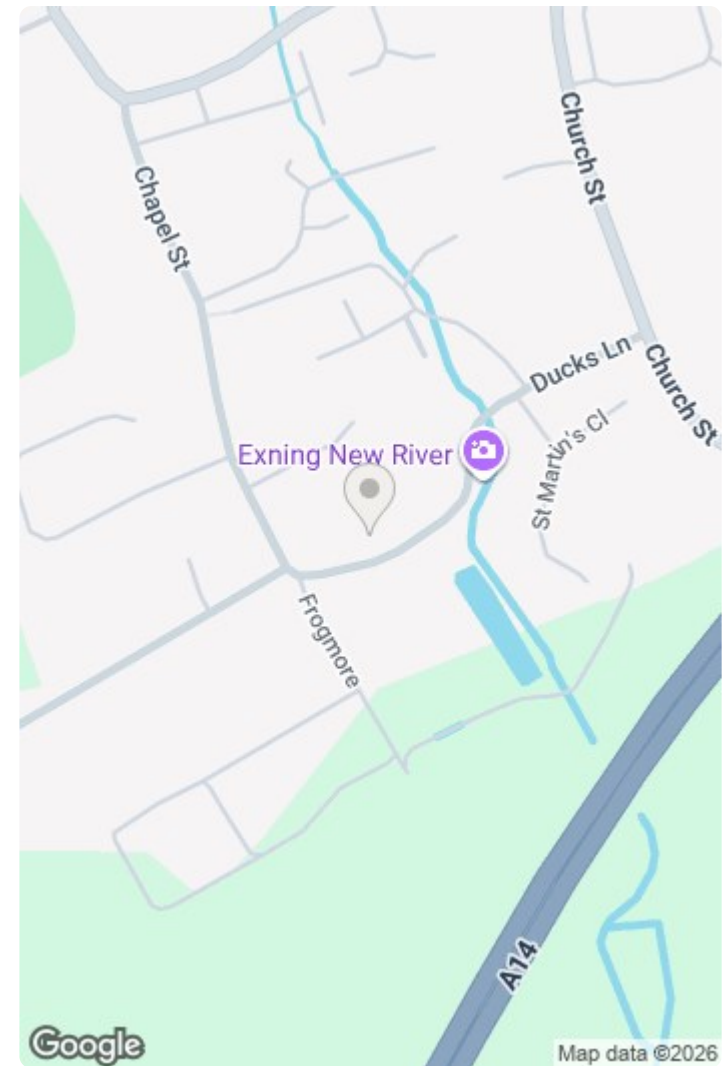 Church St
Chapel St
Ducks Ln
Church St
Exning New River
St Martin's Cl
Frogmore
A14
Google
Map data ©2026